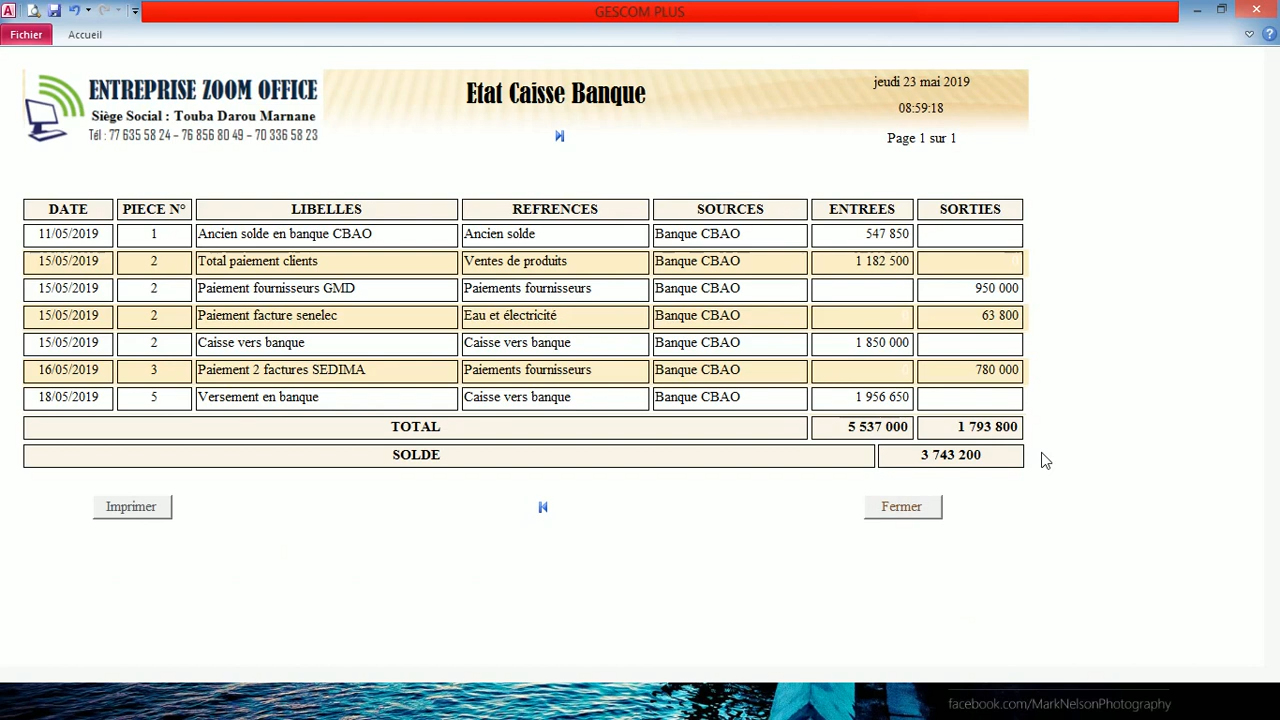 GESCOM PLUS
Fichier Accueil
ENTREPRISE ZOOM OFFICE
Siège Social : Touba Darou Marnane
Tél : 77 635 58 24 – 76 856 80 49 – 70 336 58 23
Etat Caisse Banque
jeudi 23 mai 2019
08:59:18
Page 1 sur 1
DATE PIECE N° LIBELLES REFRENCES SOURCES ENTREES SORTIES
11/05/2019 1 Ancien solde en banque CBAO Ancien solde Banque CBAO 547 850
15/05/2019 2 Total paiement clients Ventes de produits Banque CBAO 1 182 500 0
15/05/2019 2 Paiement fournisseurs GMD Paiements fournisseurs Banque CBAO 950 000
15/05/2019 2 Paiement facture senelec Eau et électricité Banque CBAO 0 63 800
15/05/2019 2 Caisse vers banque Caisse vers banque Banque CBAO 1 850 000
16/05/2019 3 Paiement 2 factures SEDIMA Paiements fournisseurs Banque CBAO 0 780 000
18/05/2019 5 Versement en banque Caisse vers banque Banque CBAO 1 956 650
TOTAL 5 537 000 1 793 800
SOLDE 3 743 200
Imprimer Fermer
facebook.com/MarkNelsonPhotography